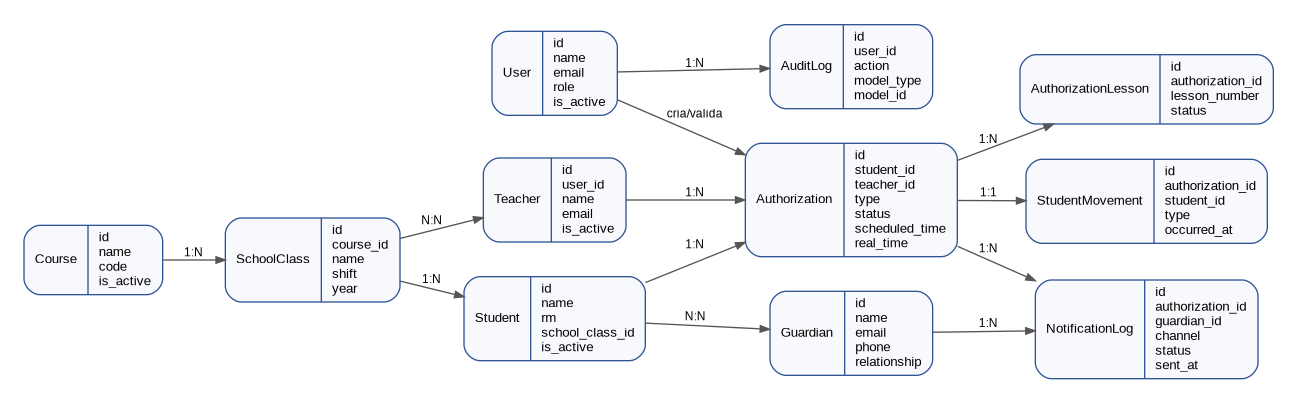 User
id
name
email
role
is_active
1:N
AuditLog
id
user_id
action
model_type
model_id
cria/valida
AuthorizationLesson
id
authorization_id
lesson_number
status
Teacher
id
user_id
name
email
is_active
1:N
Authorization
id
student_id
teacher_id
type
status
scheduled_time
real_time
1:N
1:1
1:N
StudentMovement
id
authorization_id
student_id
type
occurred_at
Course
id
name
code
is_active
1:N
SchoolClass
id
course_id
name
shift
year
N:N
1:N
Student
id
name
rm
school_class_id
is_active
1:N
N:N
Guardian
id
name
email
phone
relationship
1:N
NotificationLog
id
authorization_id
guardian_id
channel
status
sent_at